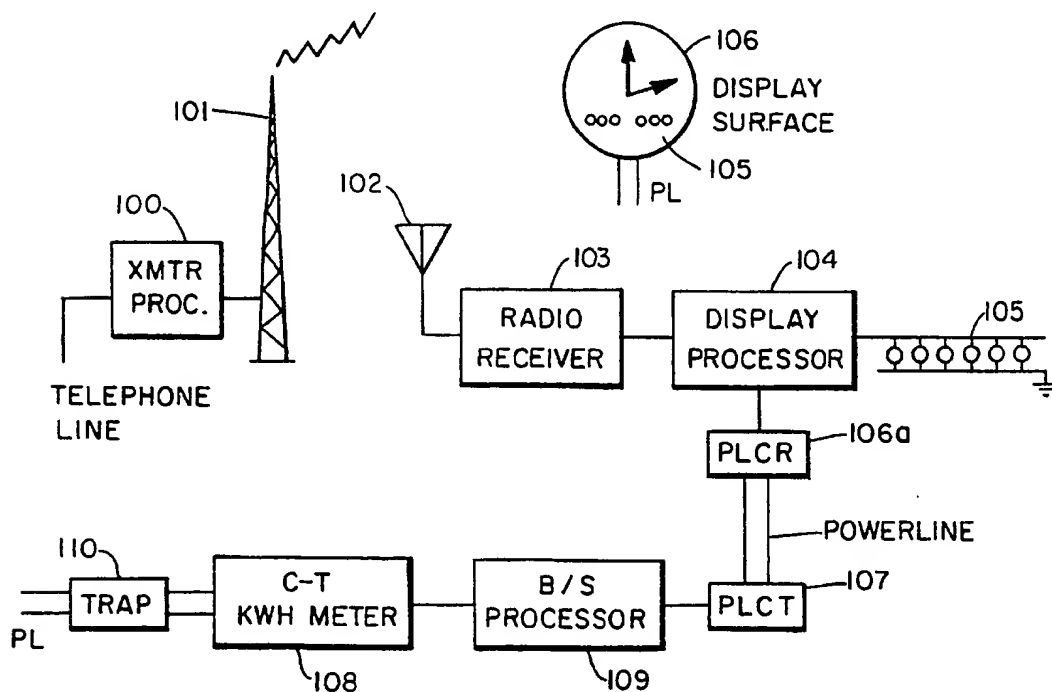 106
101
DISPLAY
SURFACE
105
PL
102
100
XMTR
PROC.
103
104
RADIO
RECEIVER
DISPLAY
PROCESSOR
105
TELEPHONE
LINE
PLCR
106a
POWERLINE
110
TRAP
PL
C-T
KWH METER
108
B/S
PROCESSOR
109
PLCT
107